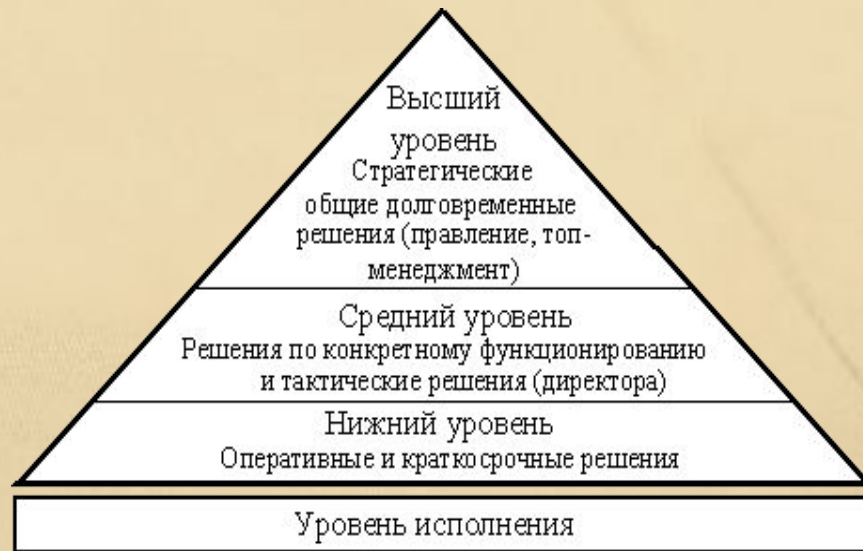 Высший
уровень
Стратегические
общие долговременные
решения (правление, топ-
менеджмент)
Средний уровень
Решения по конкретному функционированию
и тактические решения (директора)
Нижний уровень
Оперативные и краткосрочные решения
Уровень исполнения